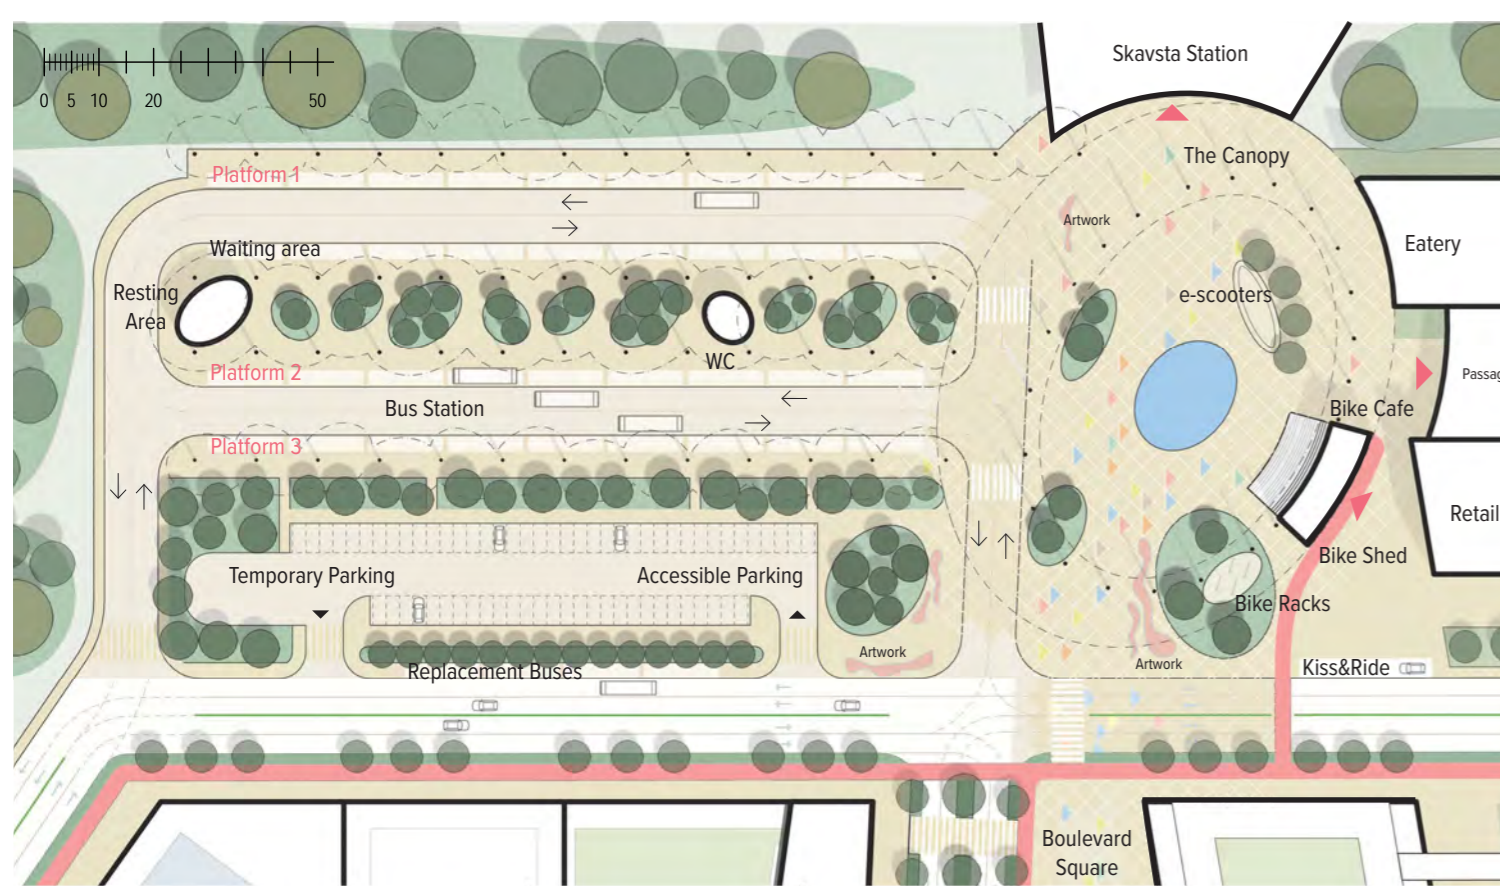 Skavsta Station
0 5 10 20 50
The Canopy
Platform 1
Artwork
Waiting area
Eatery
Resting
Area
e-scooters
WC
Platform 2
Passag
Bus Station
Bike Cafe
Platform 3
Retail
Temporary Parking
Accessible Parking
Bike Shed
Bike Racks
Artwork
Artwork
Replacement Buses
Kiss&Ride
Boulevard
Square